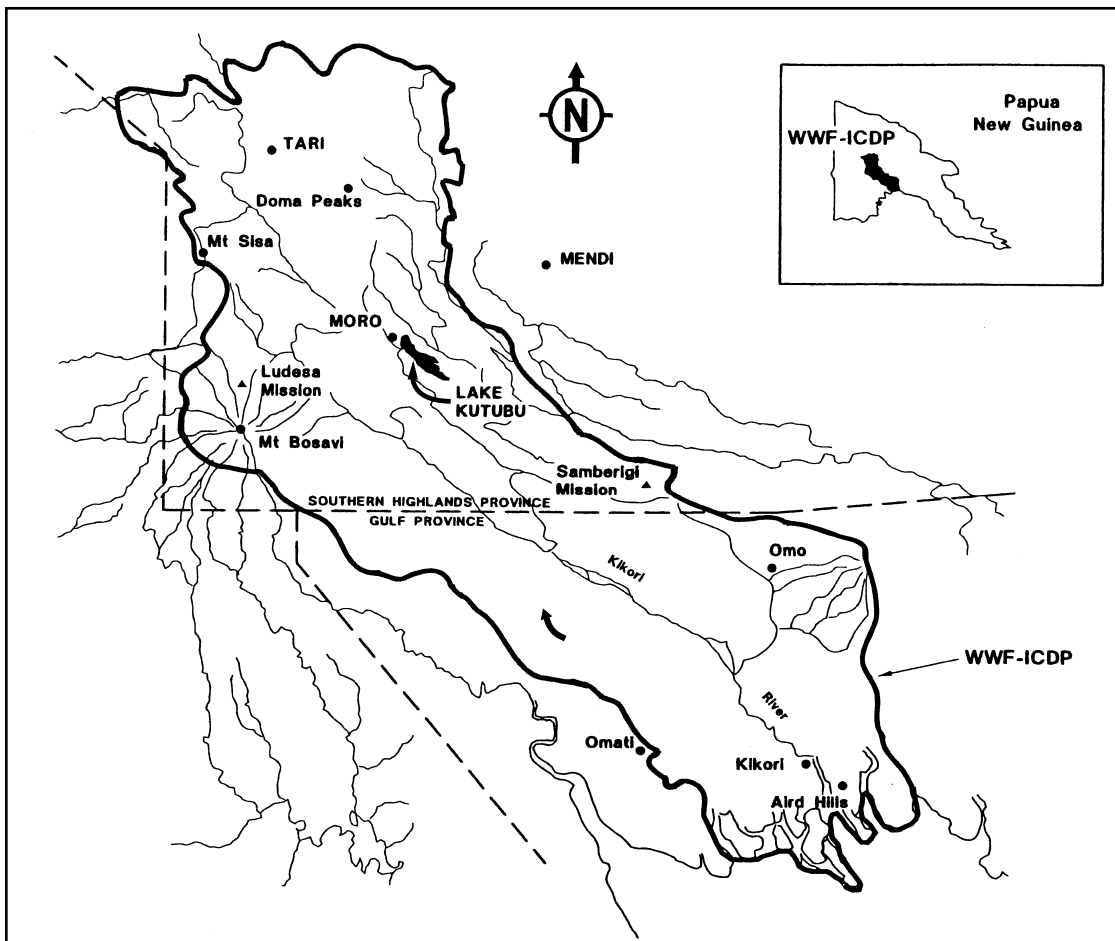 N
Papua
New Guinea
WWF-ICDP
TARI
Doma Peaks
Mt Sisa
MENDI
MORO
Ludesa
Mission
LAKE
KUTUBU
Mt Bosavi
Samberigi
Mission
SOUTHERN HIGHLANDS PROVINCE
GULF PROVINCE
Omo
Kikori
WWF-ICDP
River
Omati
Kikori
Aird Hills